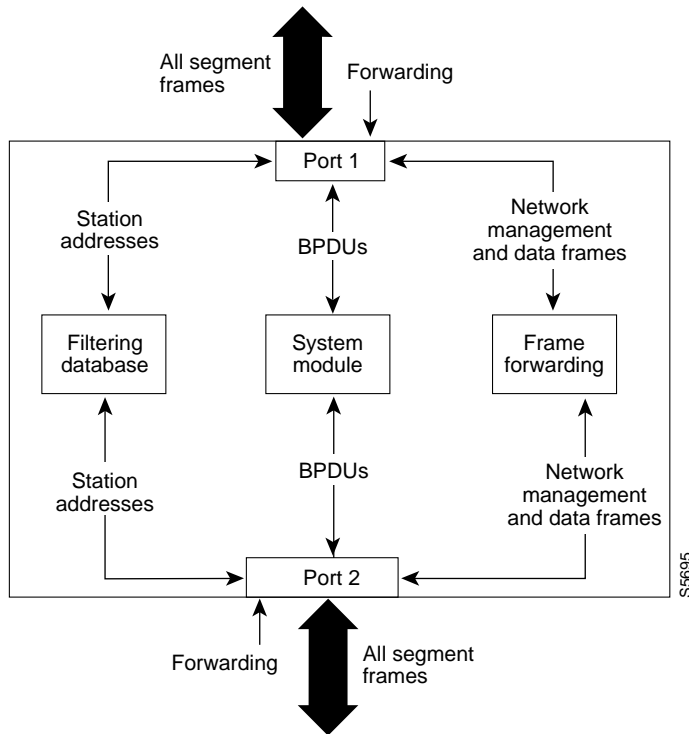 All segment
frames
Forwarding
Port 1
Station
addresses
BPDUs
Network
management
and data frames
Filtering
database
System
module
Frame
forwarding
Station
addresses
BPDUs
Network
management
and data frames
Port 2
S5695
Forwarding
All segment
frames